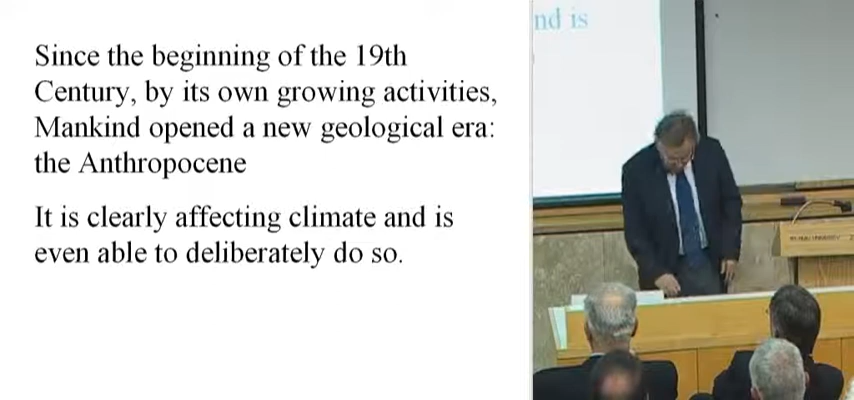 Since the beginning of the 19th
Century, by its own growing activities,
Mankind opened a new geological era:
the Anthropocene
It is clearly affecting climate and is
even able to deliberately do so.
nd is